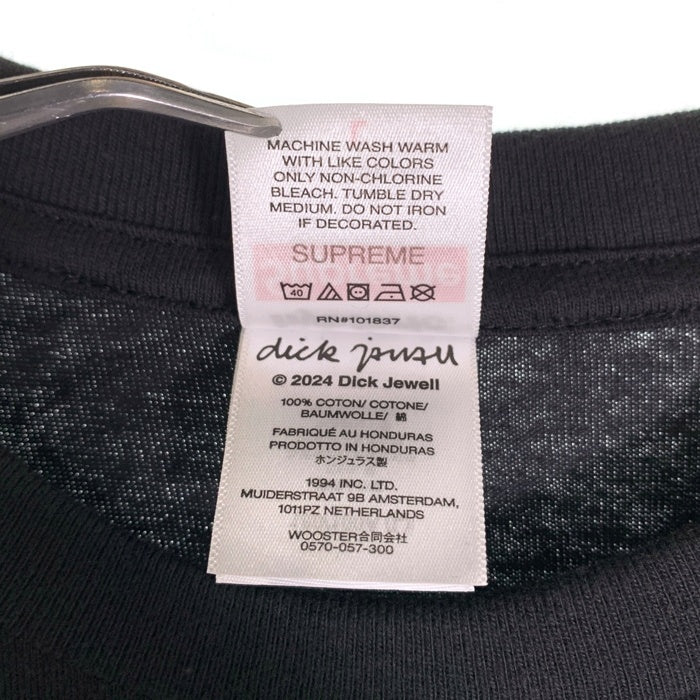 MACHINE WASH WARM
WITH LIKE COLORS
ONLY NON-CHLORINE
BLEACH. TUMBLE DRY
MEDIUM. DO NOT IRON
IF DECORATED.
SUPREME
40
RN#101837
dick jewell
© 2024 Dick Jewell
100% COTON/ COTONE/
BAUMWOLLE/ 綿
FABRIQUÉ AU HONDURAS
PRODOTTO IN HONDURAS
ホンジュラス製
1994 INC. LTD.
MUIDERSTRAAT 9B AMSTERDAM,
1011PZ NETHERLANDS
WOOSTER合同会社
0570-057-300